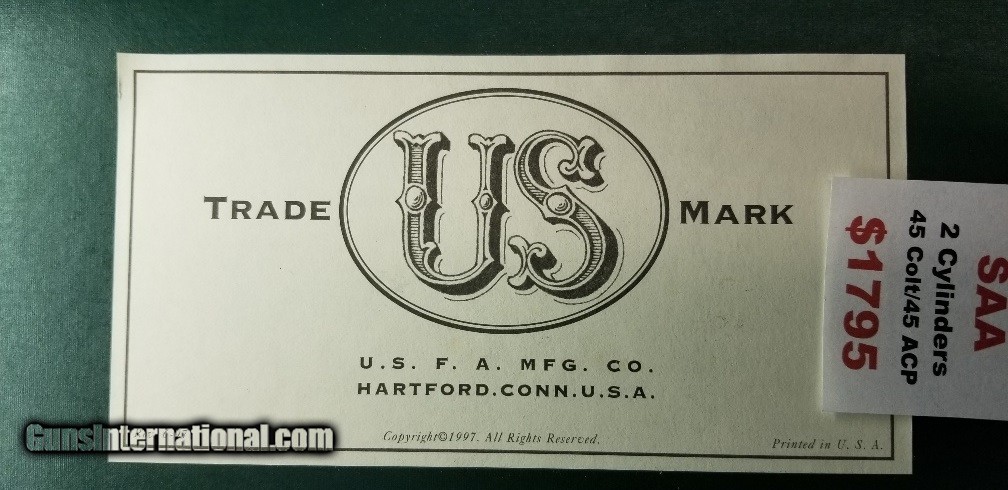 TRADE US MARK
U.S. F. A. MFG. CO.
HARTFORD.CONN.U.S.A.
Copyright©1997. All Rights Reserved.
Printed in U. S. A.
SAA
2 Cylinders
45 Colt/45 ACP
$1795
GunsInternational.com